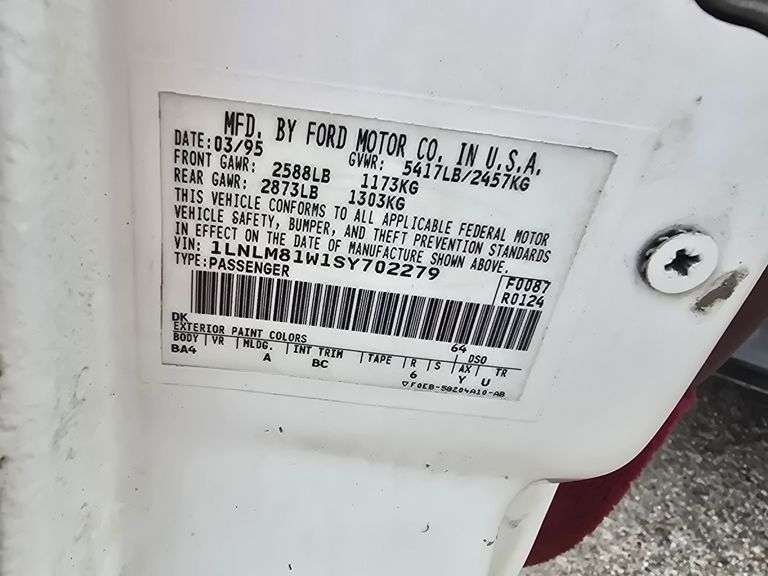 MFD. BY FORD MOTOR CO. IN U.S.A.
DATE: 03/95 GVWR: 5417LB/2457KG
FRONT GAWR: 2588LB 1173KG
REAR GAWR: 2873LB 1303KG
THIS VEHICLE CONFORMS TO ALL APPLICABLE FEDERAL MOTOR
VEHICLE SAFETY, BUMPER, AND THEFT PREVENTION STANDARDS
IN EFFECT ON THE DATE OF MANUFACTURE SHOWN ABOVE.
VIN: 1LNLM81W1SY702279
TYPE: PASSENGER
F0087
R0124
DK 64
EXTERIOR PAINT COLORS DSO
BODY VR MLDG. INT TRIM TAPE R S AX TR
BA4 A BC 6 Y U
F0EB-50204A10-AB